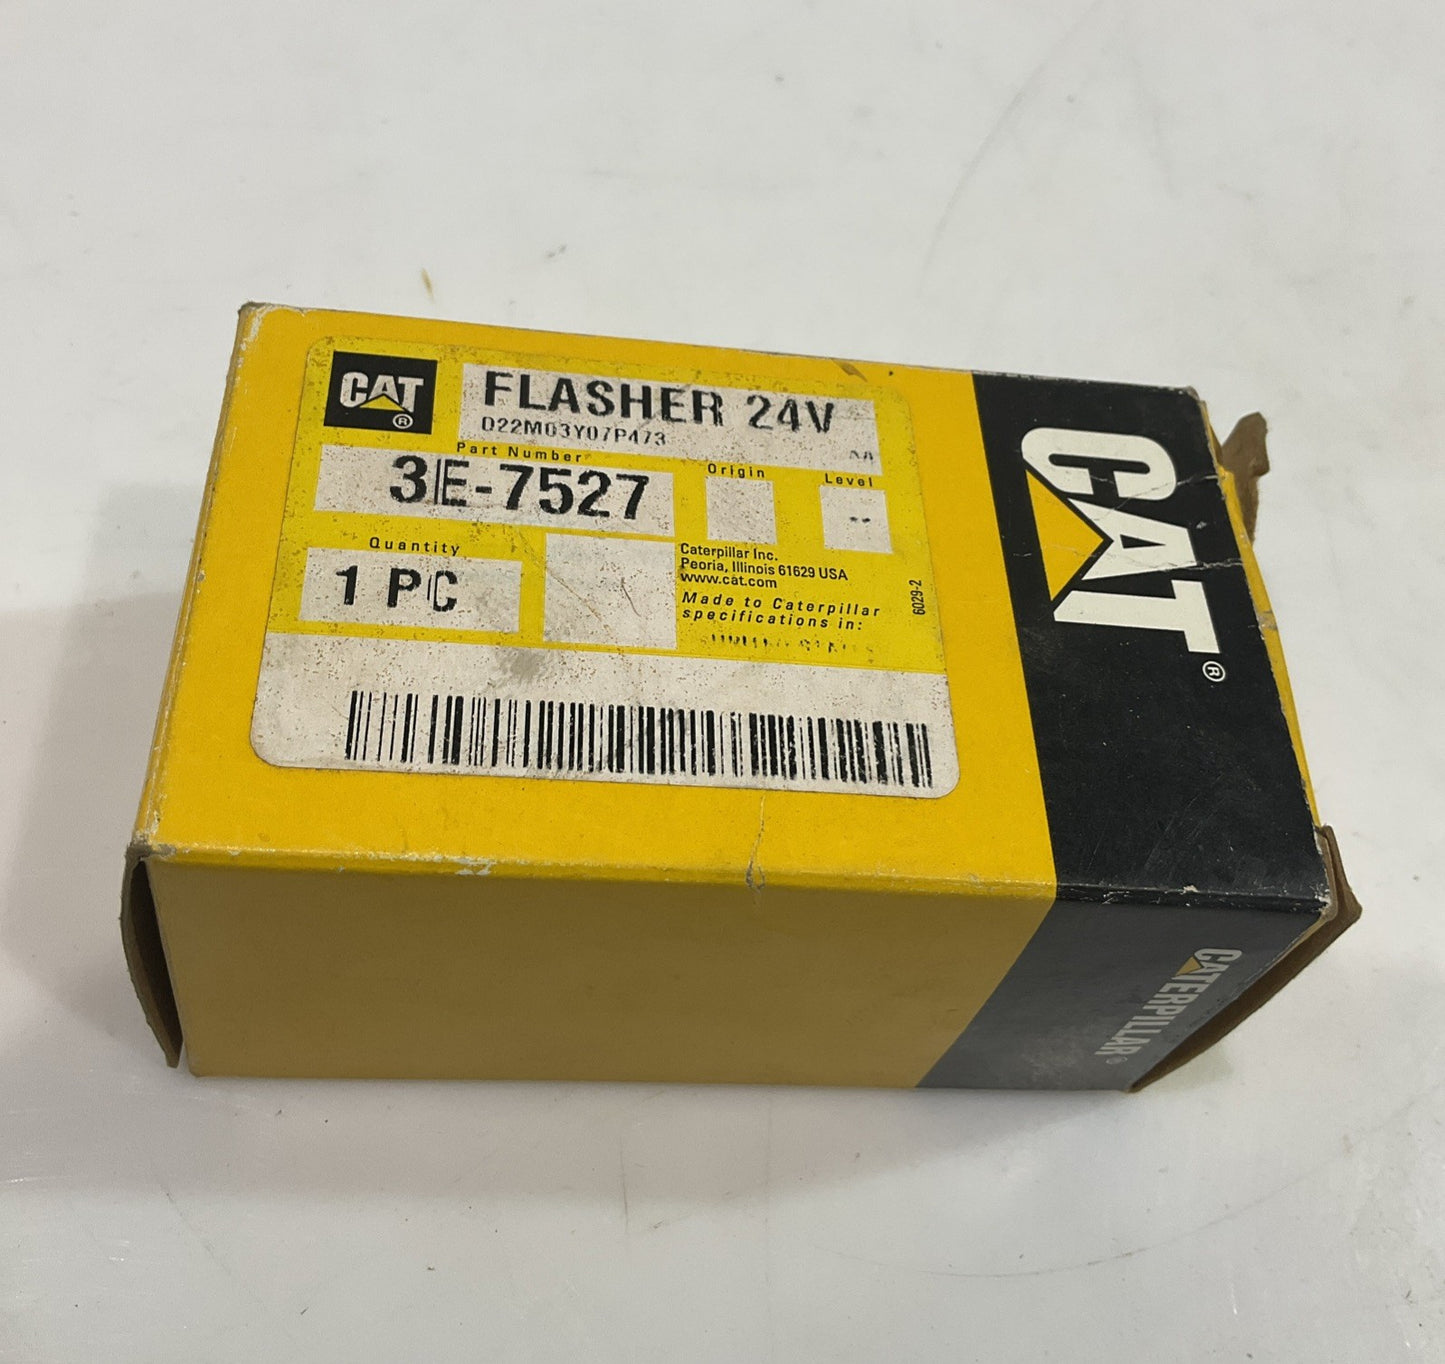 CAT®
FLASHER 24V
D22M03Y07P473
Part Number
3E-7527
Origin
Level
--
Quantity
1 PC
Caterpillar Inc.
Peoria, Illinois 61629 USA
www.cat.com
Made to Caterpillar
specifications in:
6029-2
CAT®
CATERPILLAR®